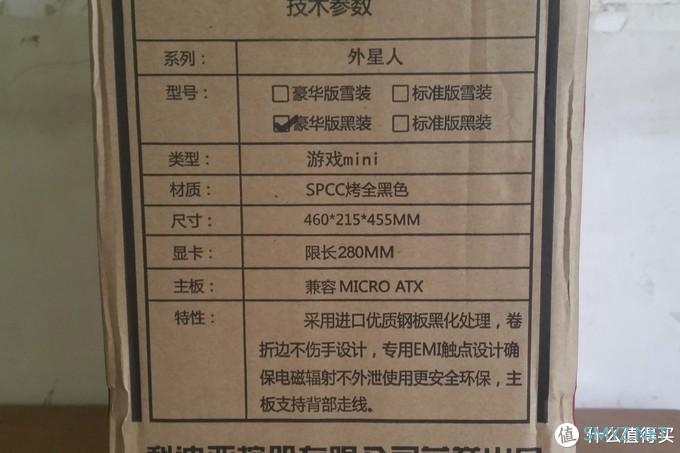 技术参数
系列： 外星人
型号： 豪华版雪装 标准版雪装
豪华版黑装 标准版黑装
类型： 游戏mini
材质： SPCC烤全黑色
尺寸： 460*215*455MM
显卡： 限长280MM
主板： 兼容MICRO ATX
特性： 采用进口优质钢板黑化处理，卷
折边不伤手设计，专用EMI触点设计确
保电磁辐射不外泄使用更安全环保，主
板支持背部走线。
值 什么值得买